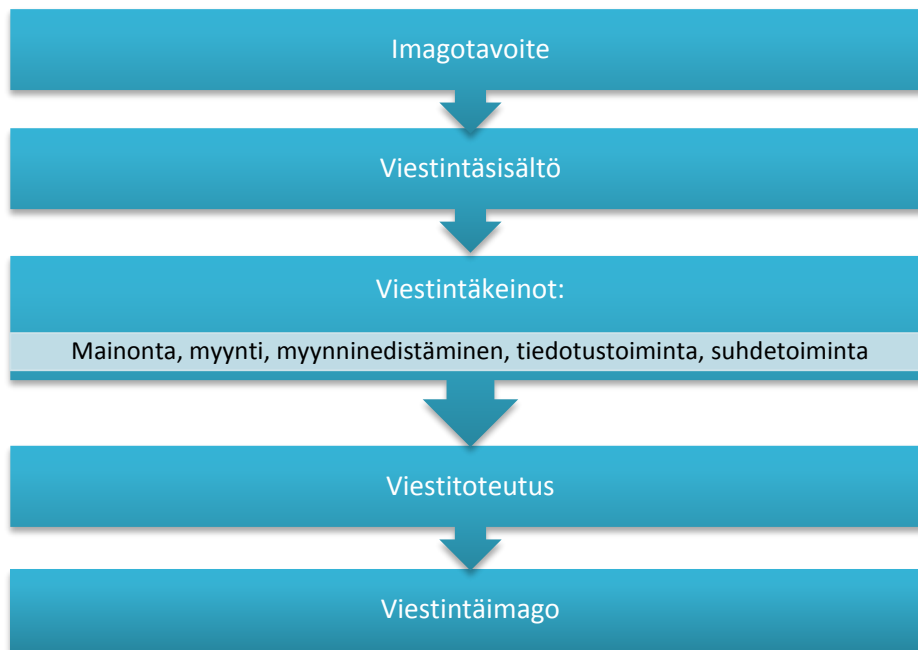 Imagotavoite
Viestintäsisältö
Viestintäkeinot:
Mainonta, myynti, myynninedistäminen, tiedotustoiminta, suhdetoiminta
Viestitoteutus
Viestintäimago